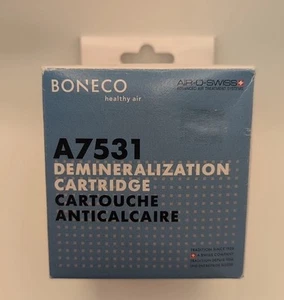 BONECO
healthy air
AIR-O-SWISS
A7531
DEMINERALIZATION
CARTRIDGE
CARTOUCHE
ANTICALCAIRE